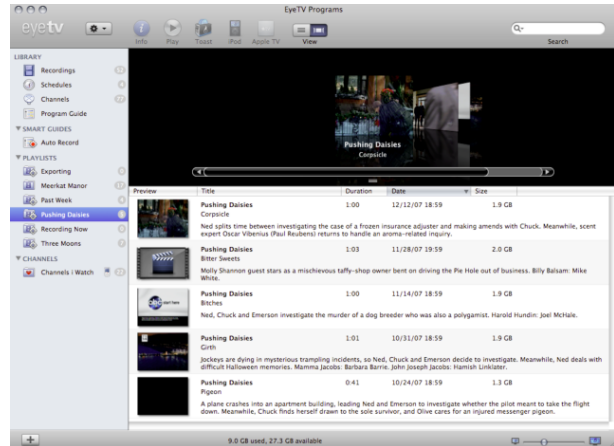 EyeTV Programs
eyetv
Info Play Toast iPod Apple TV View Search
LIBRARY
Recordings
Schedules
Channels
Program Guide
SMART GUIDES
Auto Record
PLAYLISTS
Exporting
Meerkat Manor
Past Week
Pushing Daisies
Recording Now
Three Moons
CHANNELS
Channels i Watch
Pushing Daisies
Corpsicle
Preview Title Duration Date Size
Pushing Daisies 1:00 12/12/07 18:59 1.9 GB
Corpsicle
Ned splits time between investigating the case of a frozen insurance adjuster and making amends with Chuck. Meanwhile, scent
expert Oscar Vibenius (Paul Reubens) returns to handle an aroma-related inquiry.
Pushing Daisies 1:03 11/28/07 19:59 2.0 GB
Bitter Sweets
Molly Shannon guest stars as a mischievous taffy-shop owner bent on driving the Pie Hole out of business. Billy Balsam: Mike
White.
Pushing Daisies 1:00 11/14/07 18:59 1.9 GB
Bitches
Ned, Chuck and Emerson investigate the murder of a dog breeder who was also a polygamist. Harold Hundin: Joel McHale.
Pushing Daisies 1:01 10/31/07 18:59 1.9 GB
Girth
Jockeys are dying in mysterious trampling incidents, so Ned, Chuck and Emerson decide to investigate. Meanwhile, Ned deals with
difficult Halloween memories. Mamma Jacobs: Barbara Barrie. John Joseph Jacobs: Hamish Linklater.
Pushing Daisies 0:41 10/24/07 18:59 1.3 GB
Pigeon
A plane crashes into an apartment building, leading Ned and Emerson to investigate whether the pilot meant to take the flight
down. Meanwhile, Chuck finds herself drawn to the sole survivor, and Olive cares for an injured messenger pigeon.
9.0 GB used, 27.3 GB available